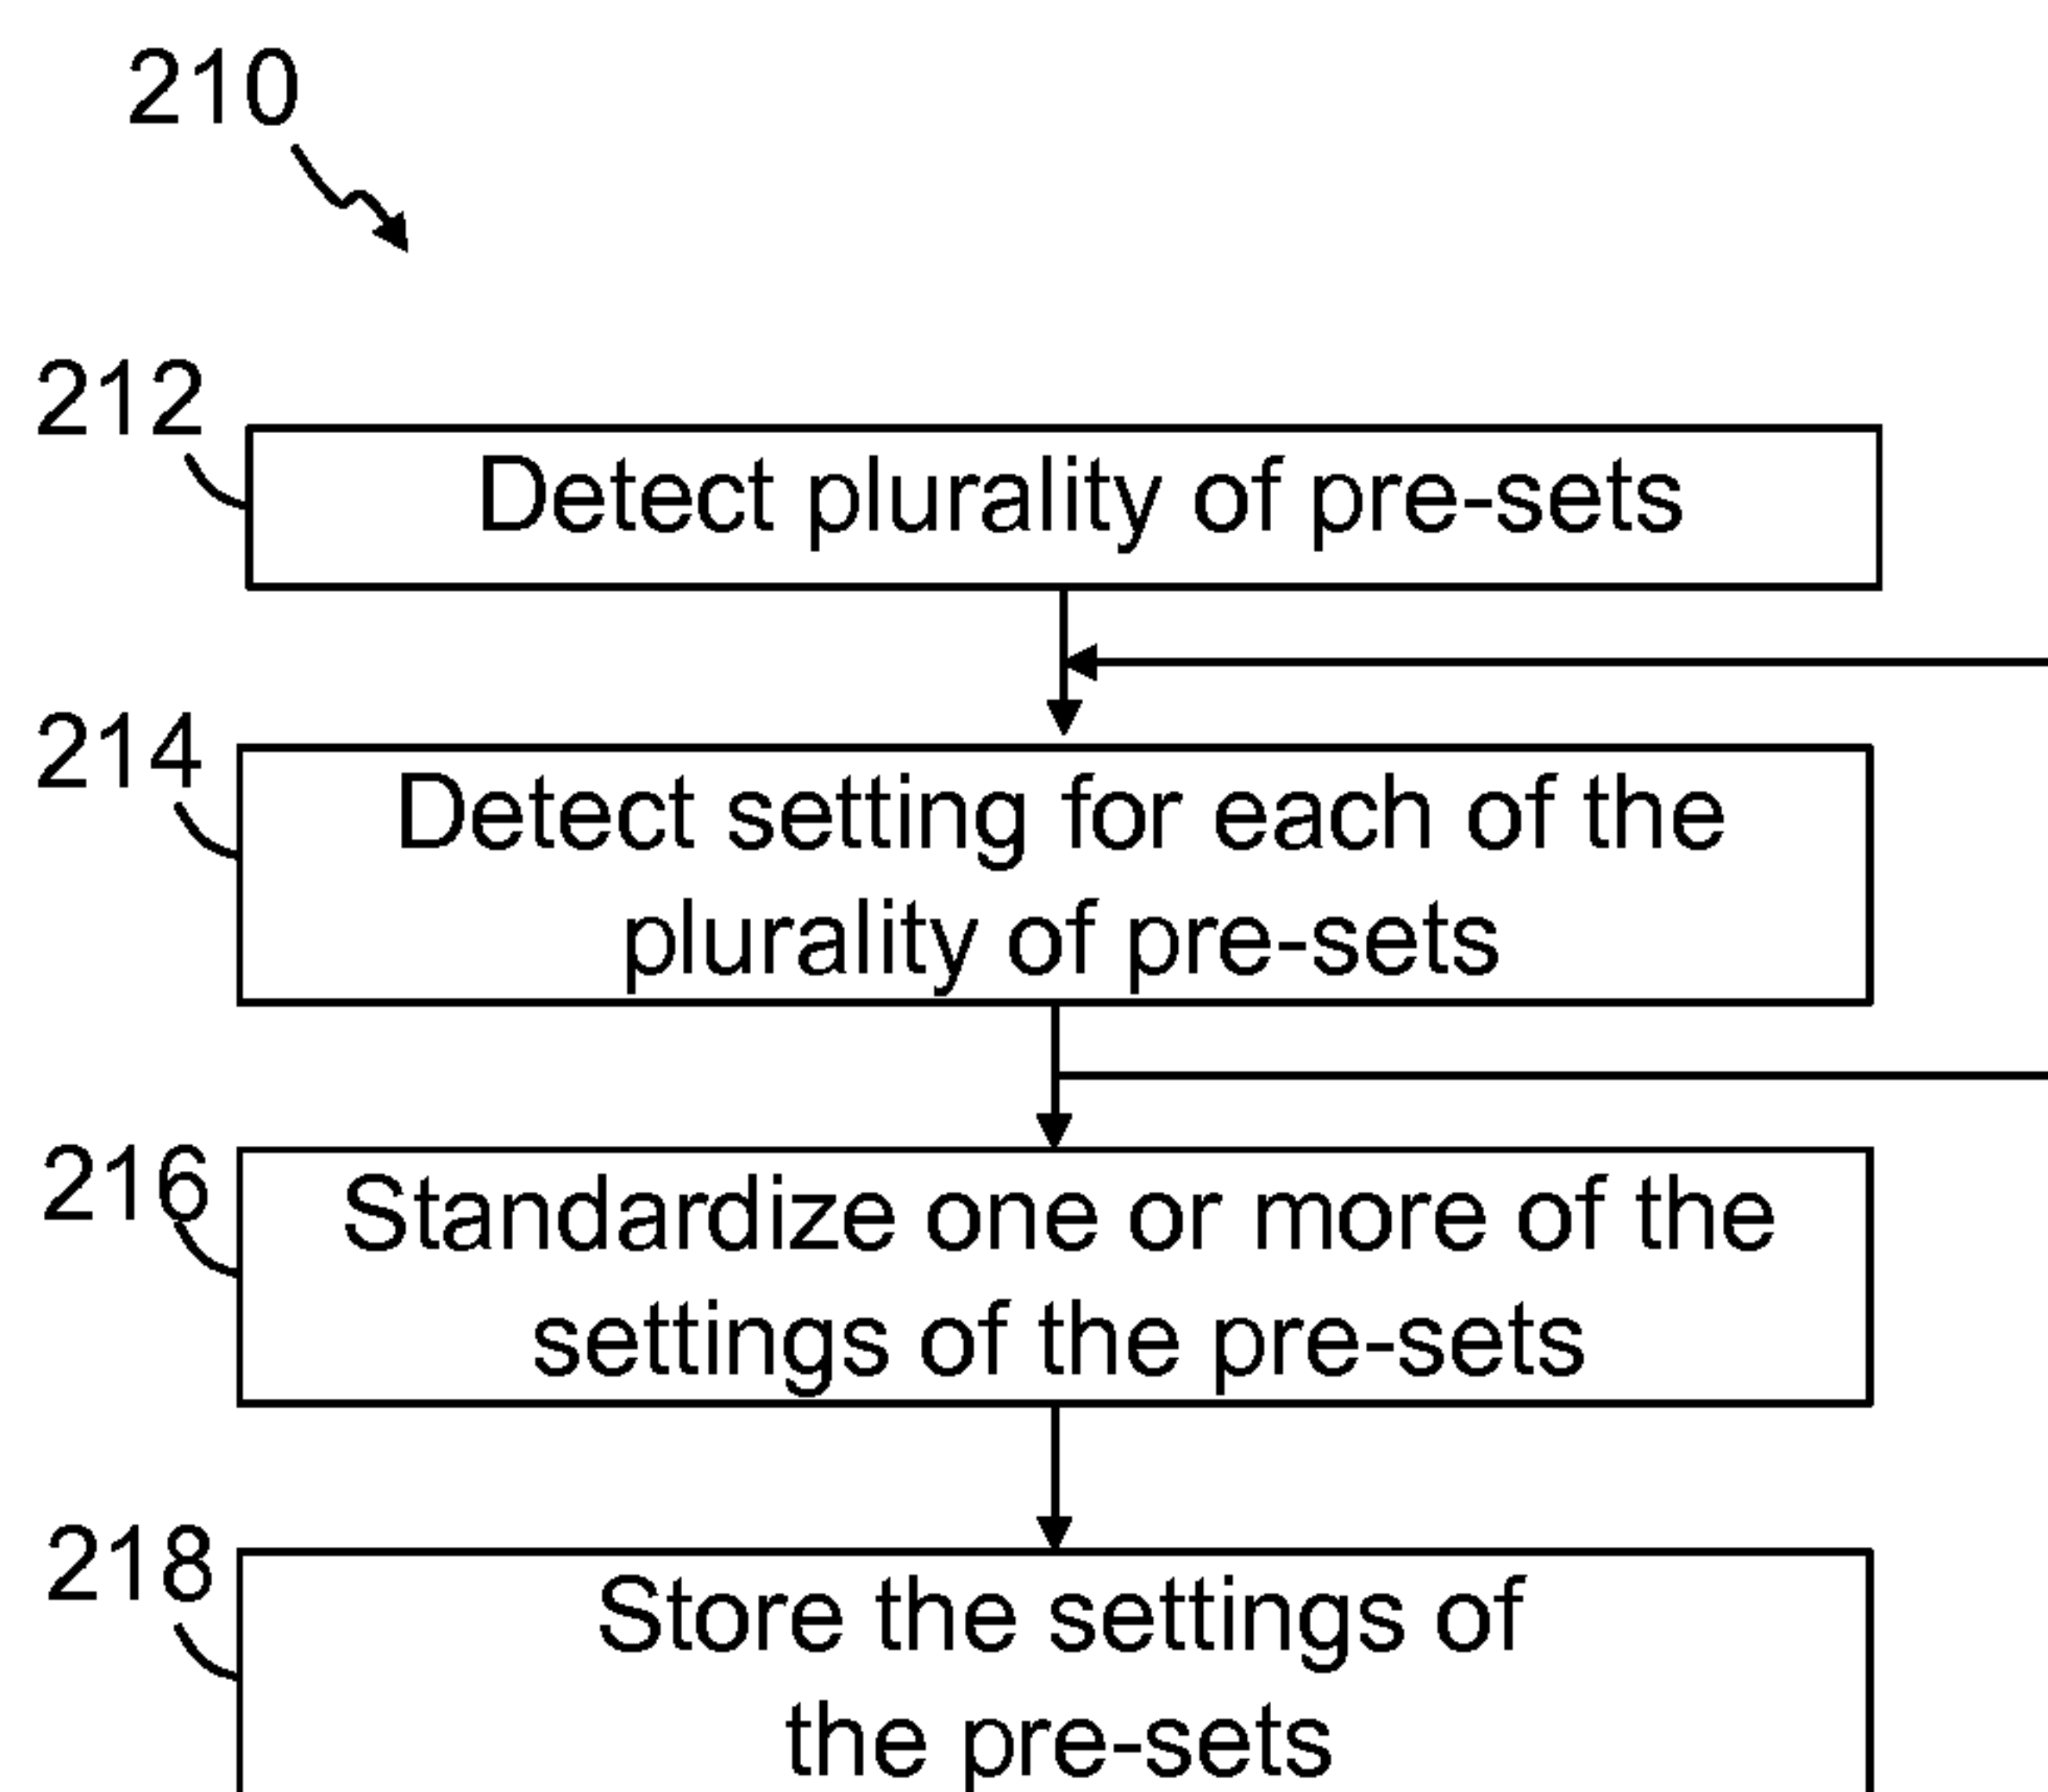 210
212
Detect plurality of pre-sets
214
Detect setting for each of the
plurality of pre-sets
216
Standardize one or more of the
settings of the pre-sets
218
Store the settings of
the pre-sets